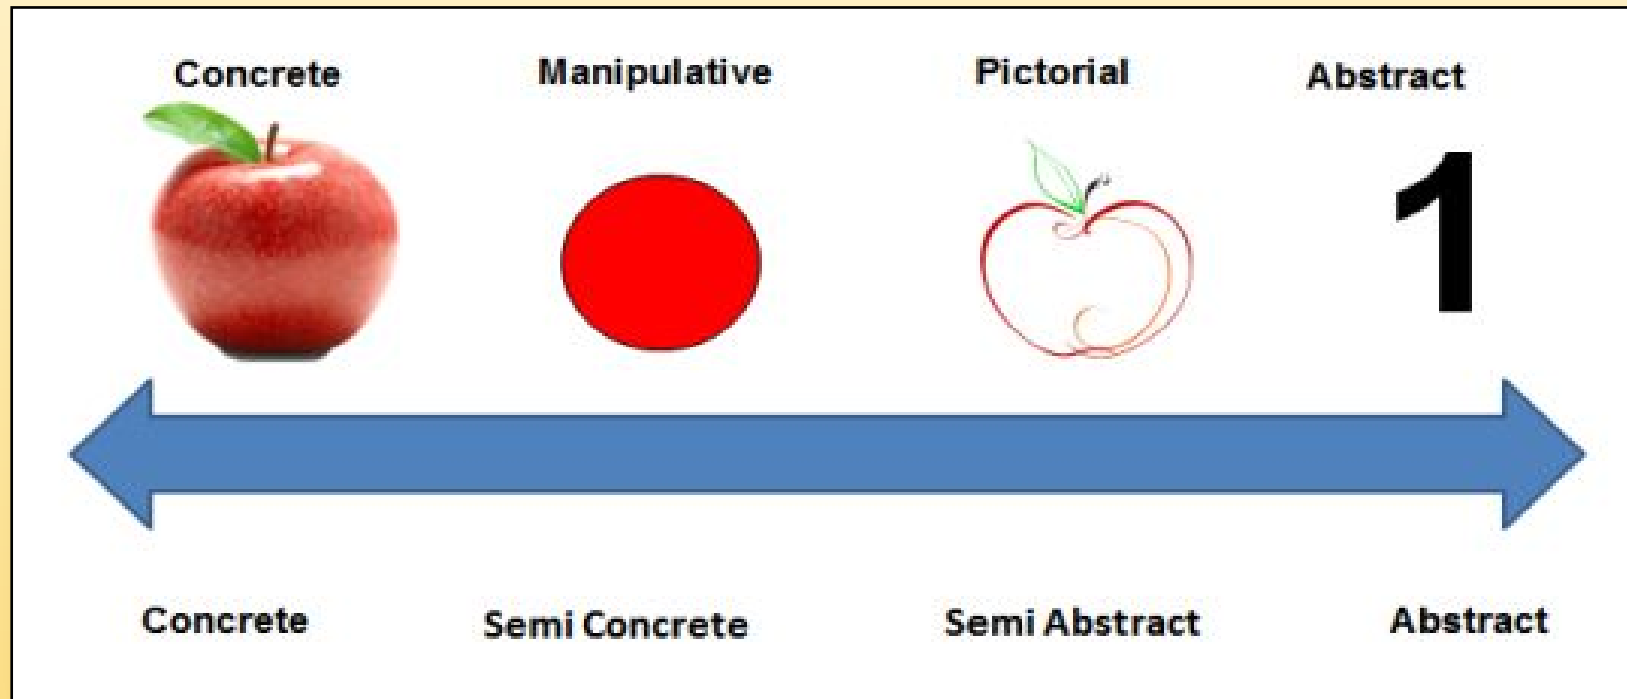 Concrete Manipulative Pictorial Abstract
1
Concrete Semi Concrete Semi Abstract Abstract